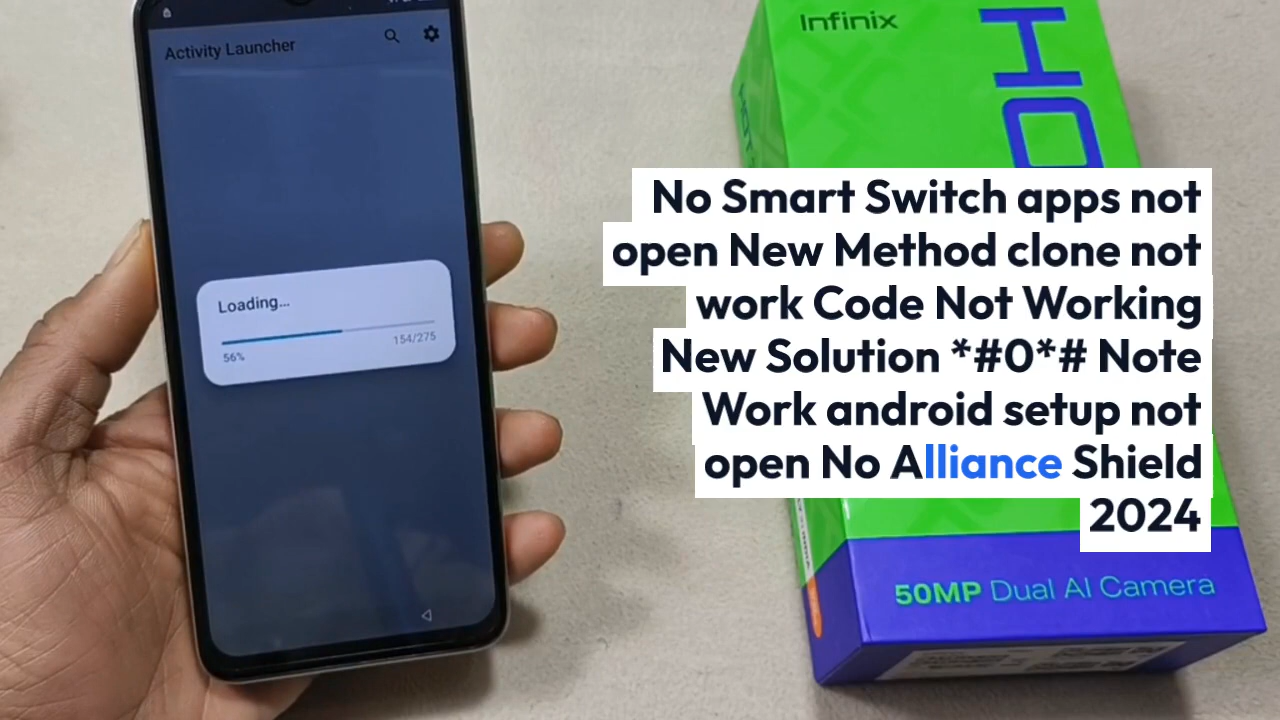 Activity Launcher
Loading...
56%
154/275
Infinix
HO
HOT
No Smart Switch apps not
open New Method clone not
work Code Not Working
New Solution *#0*# Note
Work android setup not
open No Alliance Shield
2024
50MP Dual AI Camera